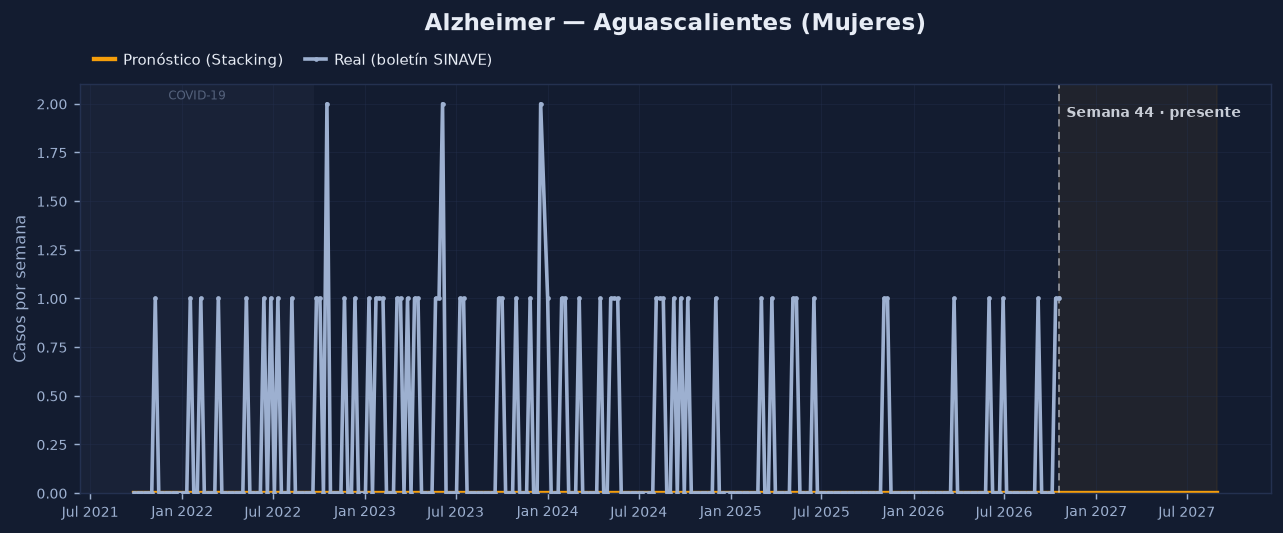 Alzheimer — Aguascalientes (Mujeres)
Pronóstico (Stacking) Real (boletín SINAVE)
COVID-19
Semana 44 · presente
Casos por semana
2.00
1.75
1.50
1.25
1.00
0.75
0.50
0.25
0.00
Jul 2021 Jan 2022 Jul 2022 Jan 2023 Jul 2023 Jan 2024 Jul 2024 Jan 2025 Jul 2025 Jan 2026 Jul 2026 Jan 2027 Jul 2027